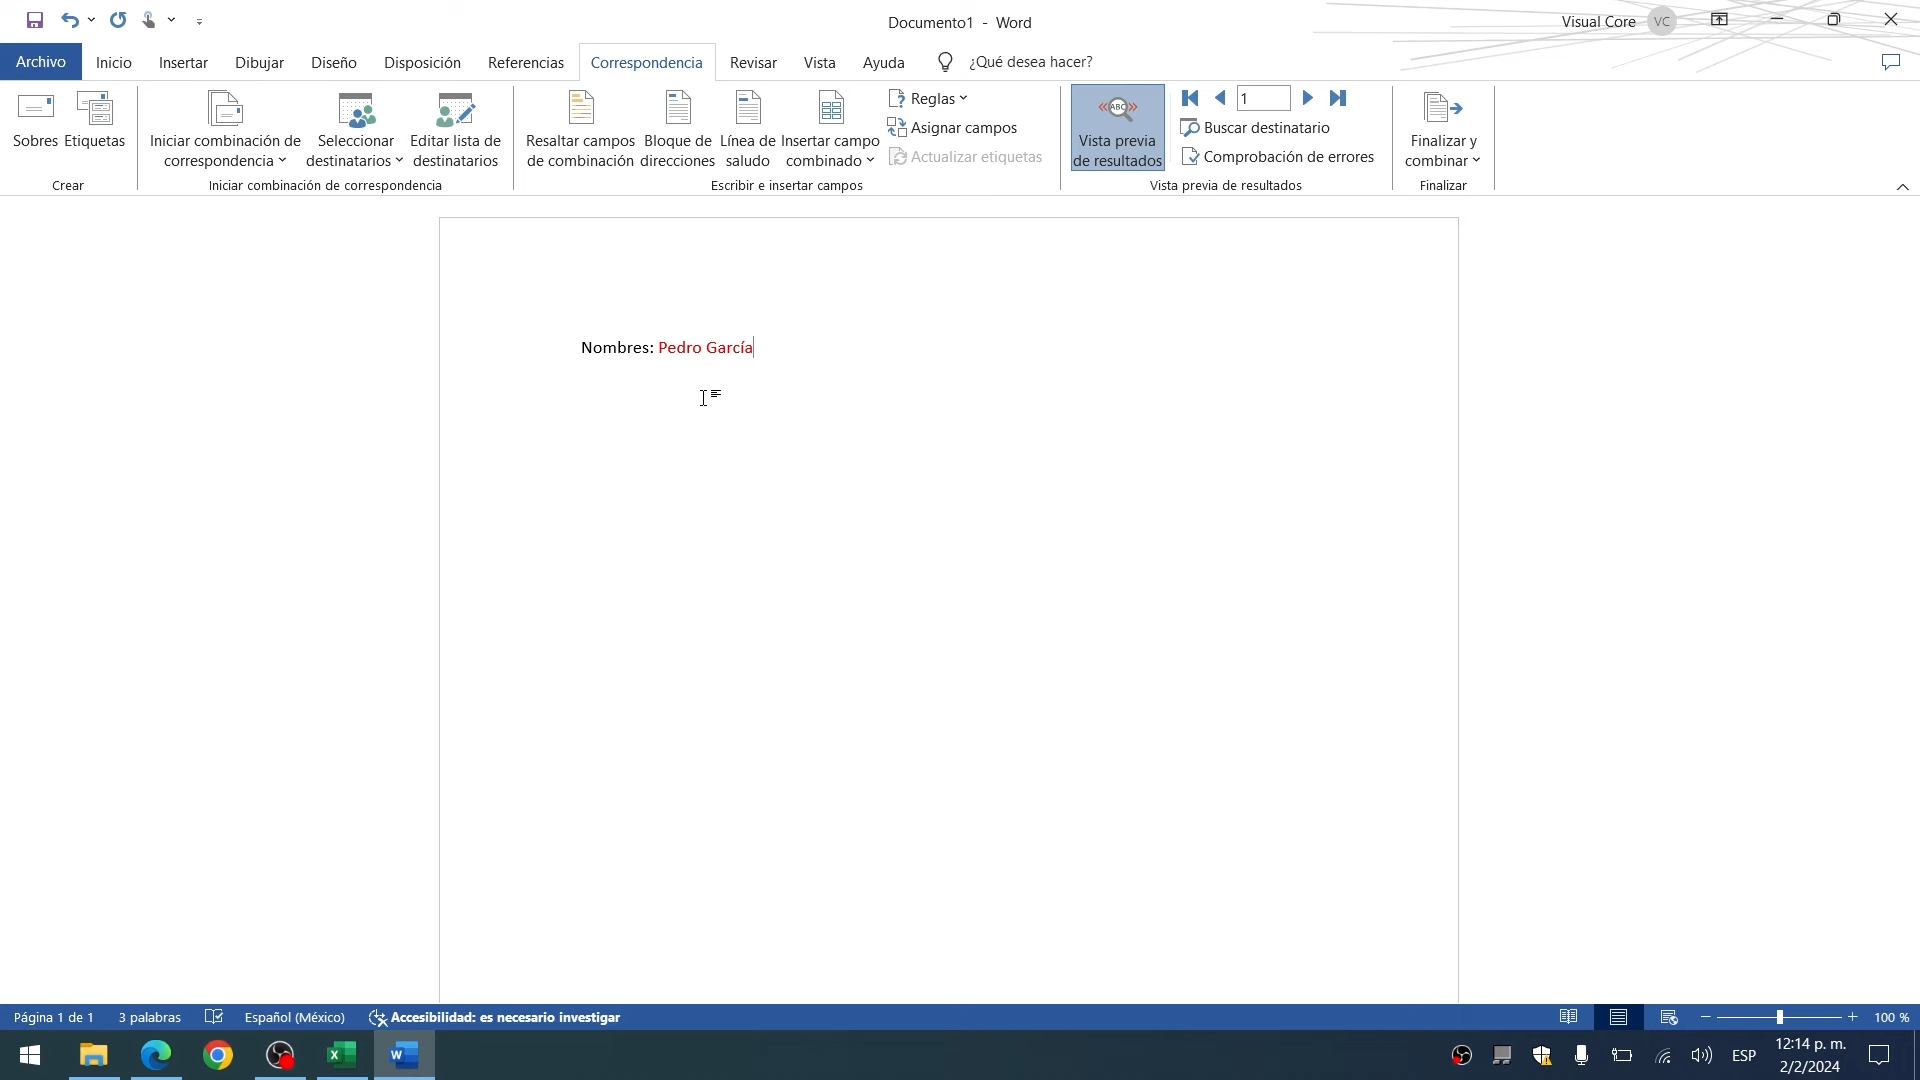 Documento1 - Word
Visual Core VC
Archivo Inicio Insertar Dibujar Diseño Disposición Referencias Correspondencia Revisar Vista Ayuda ¿Qué desea hacer?
Sobres
Etiquetas
Crear
Iniciar combinación de
correspondencia
Seleccionar
destinatarios
Editar lista de
destinatarios
Iniciar combinación de correspondencia
Resaltar campos
de combinación
Bloque de
direcciones
Línea de
saludo
Insertar campo
combinado
Reglas
Asignar campos
Actualizar etiquetas
Escribir e insertar campos
ABC
Vista previa
de resultados
1
Buscar destinatario
Comprobación de errores
Vista previa de resultados
Finalizar y
combinar
Finalizar
Nombres: Pedro García
Página 1 de 1 3 palabras Español (México) Accesibilidad: es necesario investigar 100 %
ESP
12:14 p. m.
2/2/2024